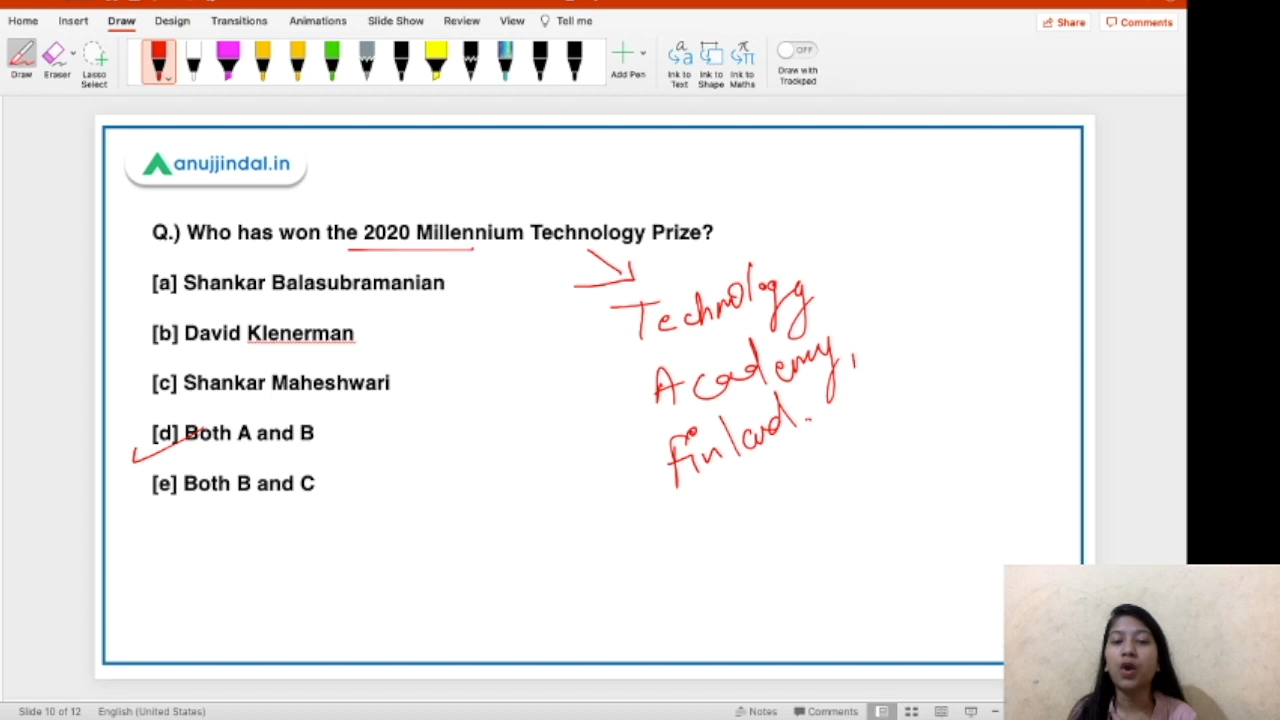 Home Insert Draw Design Transitions Animations Slide Show Review View Tell me Share Comments
Draw Eraser Lasso Select Add Pen Ink to Text Ink to Shape Ink to Maths OFF Draw with Trackpad
anujjindal.in
Q.) Who has won the 2020 Millennium Technology Prize?
[a] Shankar Balasubramanian
[b] David Klenerman
[c] Shankar Maheshwari
[d] Both A and B
[e] Both B and C
Technology
Academy,
finland.
Slide 10 of 12 English (United States) Notes Comments